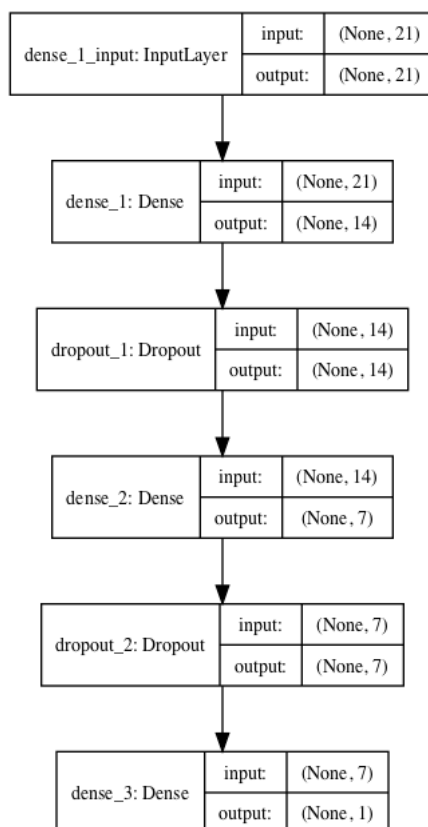 dense_1_input: InputLayer
input: (None, 21)
output: (None, 21)
dense_1: Dense
input: (None, 21)
output: (None, 14)
dropout_1: Dropout
input: (None, 14)
output: (None, 14)
dense_2: Dense
input: (None, 14)
output: (None, 7)
dropout_2: Dropout
input: (None, 7)
output: (None, 7)
dense_3: Dense
input: (None, 7)
output: (None, 1)